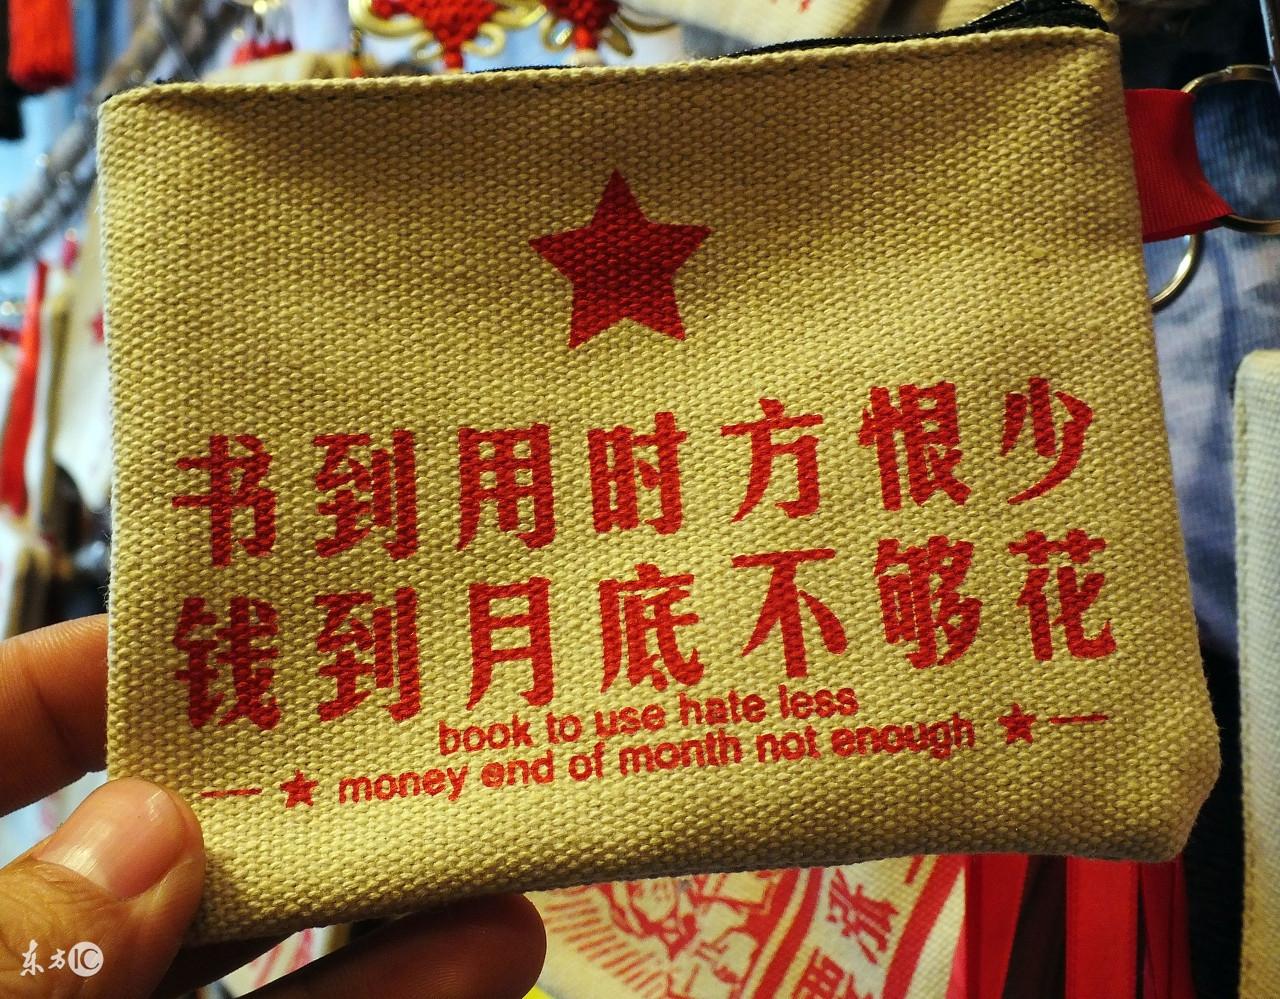 书到用时方恨少
钱到月底不够花
book to use hate less
money end of month not enough
东方IC